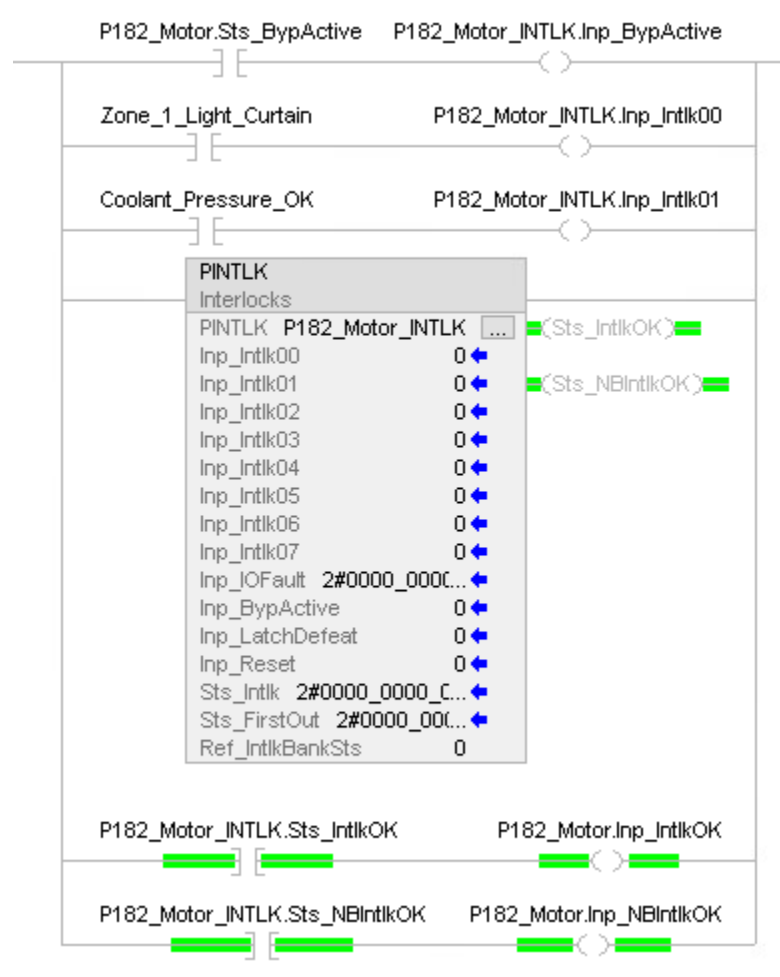 P182_Motor.Sts_BypActive P182_Motor_INTLK.Inp_BypActive
Zone_1_Light_Curtain P182_Motor_INTLK.Inp_Intlk00
Coolant_Pressure_OK P182_Motor_INTLK.Inp_Intlk01
PINTLK
Interlocks
PINTLK P182_Motor_INTLK ... (Sts_IntlkOK)
Inp_Intlk00 0
Inp_Intlk01 0 (Sts_NBIntlkOK)
Inp_Intlk02 0
Inp_Intlk03 0
Inp_Intlk04 0
Inp_Intlk05 0
Inp_Intlk06 0
Inp_Intlk07 0
Inp_IOFault 2#0000_000(...
Inp_BypActive 0
Inp_LatchDefeat 0
Inp_Reset 0
Sts_Intlk 2#0000_0000_(...
Sts_FirstOut 2#0000_00(...
Ref_IntlkBankSts 0
P182_Motor_INTLK.Sts_IntlkOK P182_Motor.Inp_IntlkOK
P182_Motor_INTLK.Sts_NBIntlkOK P182_Motor.Inp_NBIntlkOK